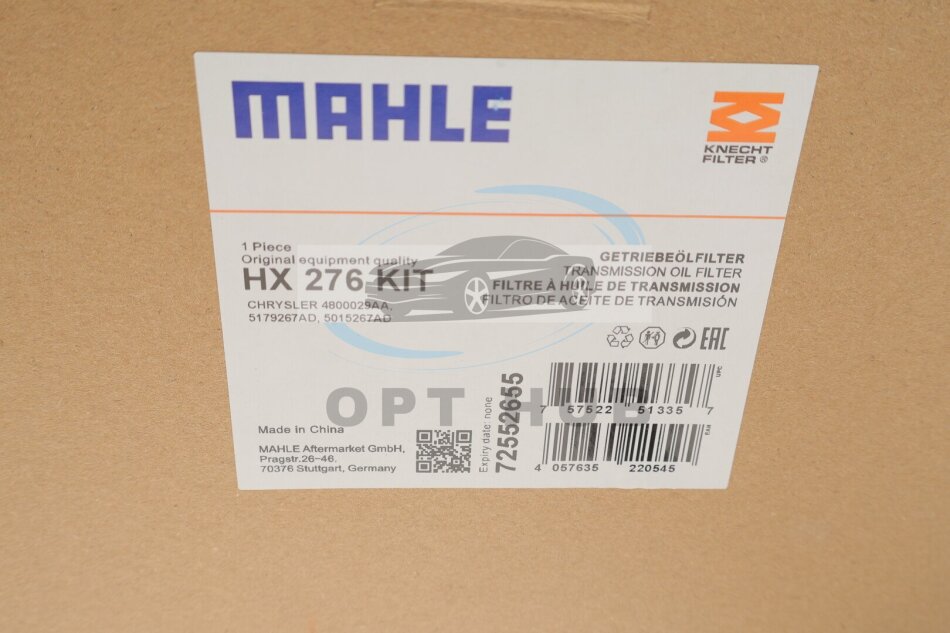 MAHLE
KNECHT
FILTER®
1 Piece
Original equipment quality
HX 276 KIT
CHRYSLER 4800029AA,
5179267AD, 5015267AD
GETRIEBEÖLFILTER
TRANSMISSION OIL FILTER
FILTRE À HUILE DE TRANSMISSION
FILTRO DE ACEITE DE TRANSMISIÓN
EAC
OPT HUB
Made in China
MAHLE Aftermarket GmbH,
Pragstr.26-46,
70376 Stuttgart, Germany
Expiry date: none
72552655
7 57522 51335 7
UPC
4 057635 220545
EAN